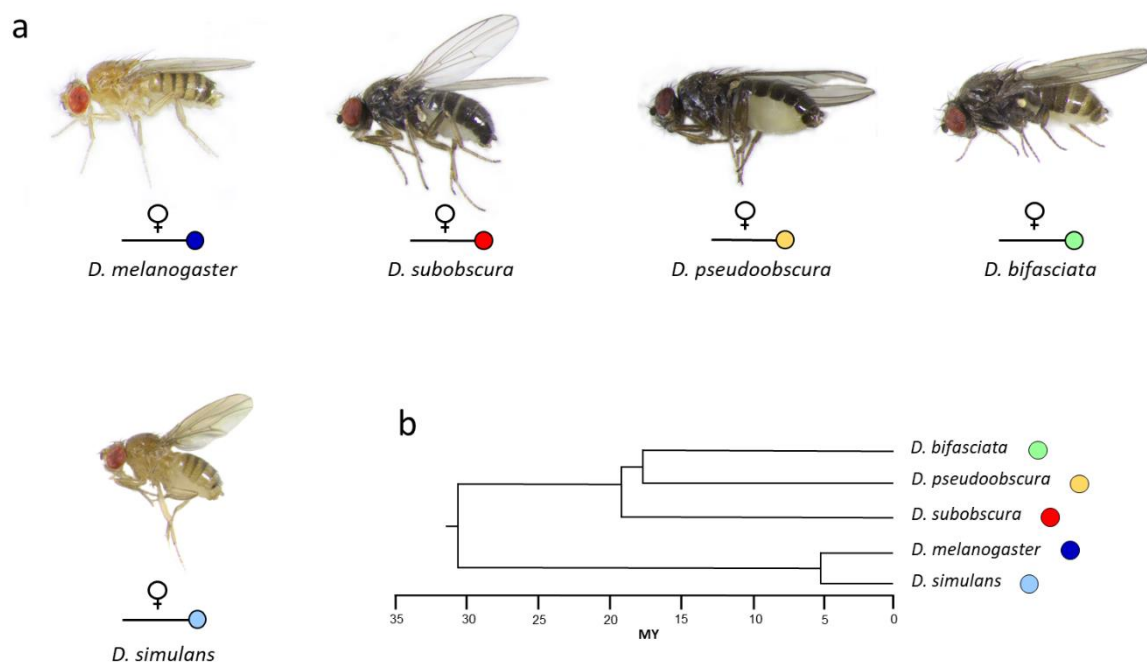 a
♀ ♀ ♀ ♀
D. melanogaster D. subobscura D. pseudoobscura D. bifasciata
♀
D. simulans
b
D. bifasciata
D. pseudoobscura
D. subobscura
D. melanogaster
D. simulans
35 30 25 20 15 10 5 0
MY